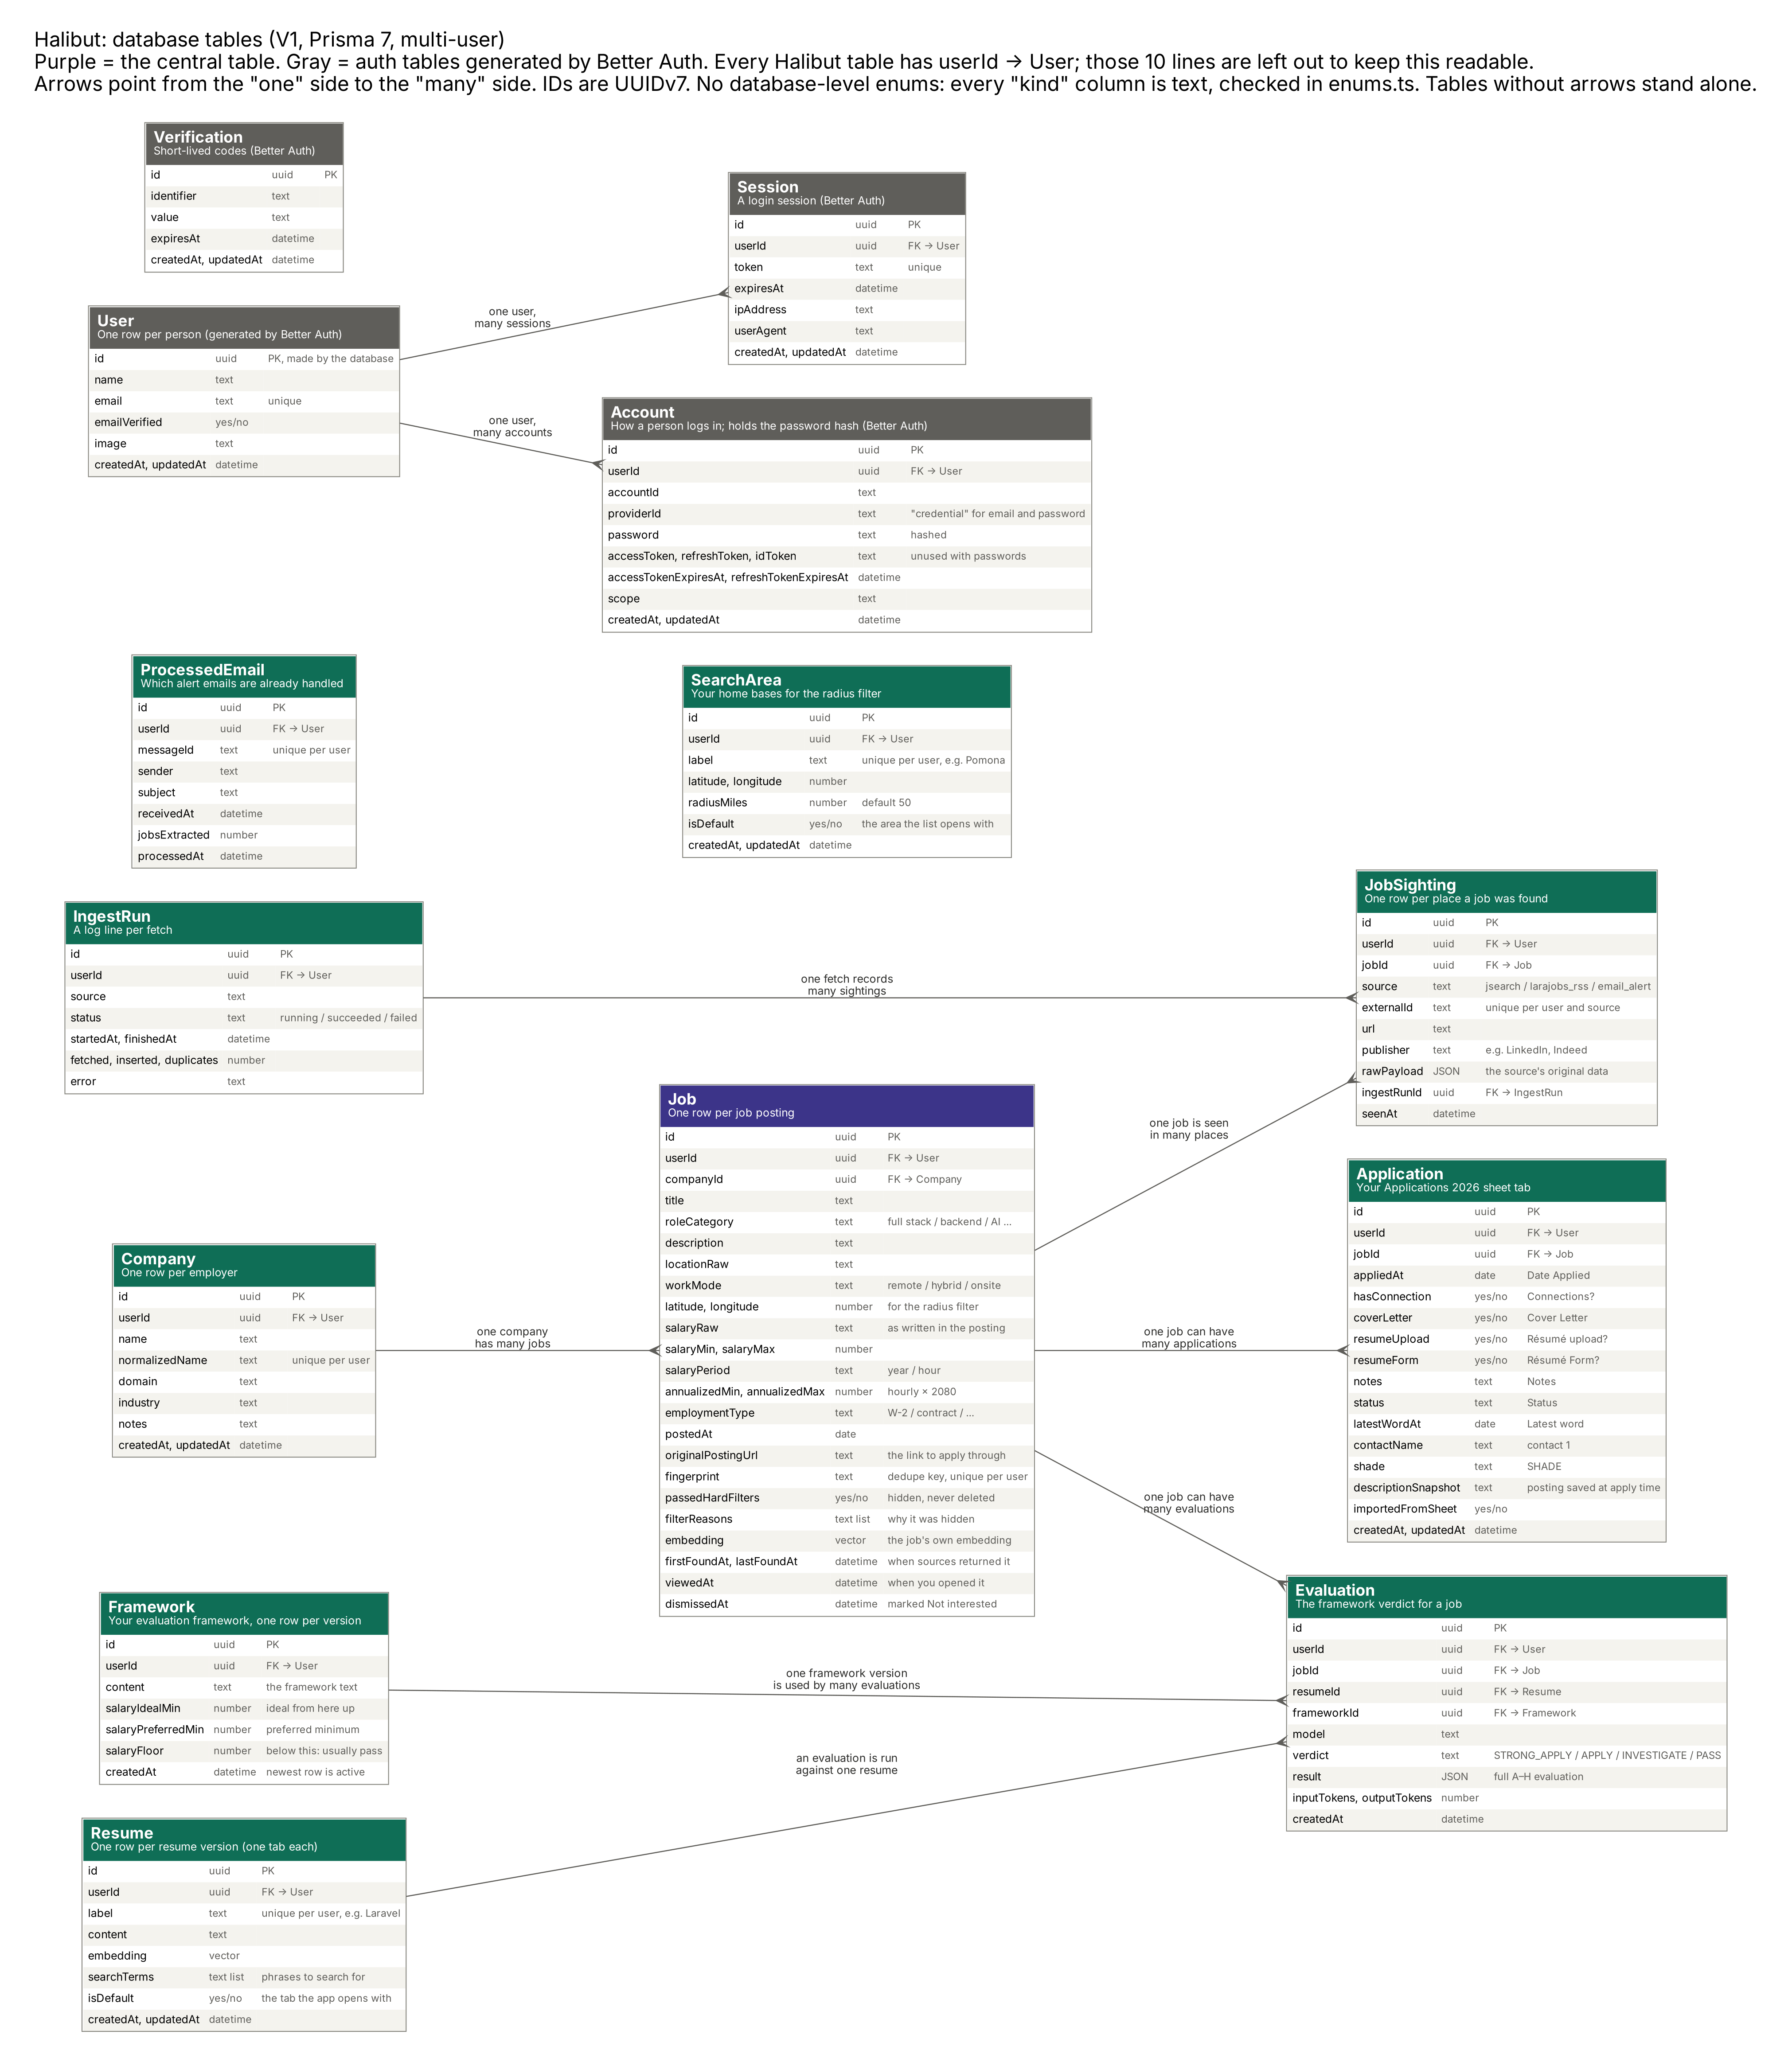 Halibut: database tables (V1, Prisma 7, multi-user)
Purple = the central table. Gray = auth tables generated by Better Auth. Every Halibut table has userId → User; those 10 lines are left out to keep this readable.
Arrows point from the "one" side to the "many" side. IDs are UUIDv7. No database-level enums: every "kind" column is text, checked in enums.ts. Tables without arrows stand alone.
Verification
Short-lived codes (Better Auth)
id uuid PK
identifier text
value text
expiresAt datetime
createdAt, updatedAt datetime
Session
A login session (Better Auth)
id uuid PK
userId uuid FK → User
token text unique
expiresAt datetime
ipAddress text
userAgent text
createdAt, updatedAt datetime
User
One row per person (generated by Better Auth)
id uuid PK, made by the database
name text
email text unique
emailVerified yes/no
image text
createdAt, updatedAt datetime
one user,
many sessions
one user,
many accounts
Account
How a person logs in; holds the password hash (Better Auth)
id uuid PK
userId uuid FK → User
accountId text
providerId text "credential" for email and password
password text hashed
accessToken, refreshToken, idToken text unused with passwords
accessTokenExpiresAt, refreshTokenExpiresAt datetime
scope text
createdAt, updatedAt datetime
ProcessedEmail
Which alert emails are already handled
id uuid PK
userId uuid FK → User
messageId text unique per user
sender text
subject text
receivedAt datetime
jobsExtracted number
processedAt datetime
SearchArea
Your home bases for the radius filter
id uuid PK
userId uuid FK → User
label text unique per user, e.g. Pomona
latitude, longitude number
radiusMiles number default 50
isDefault yes/no the area the list opens with
createdAt, updatedAt datetime
IngestRun
A log line per fetch
id uuid PK
userId uuid FK → User
source text
status text running / succeeded / failed
startedAt, finishedAt datetime
fetched, inserted, duplicates number
error text
one fetch records
many sightings
JobSighting
One row per place a job was found
id uuid PK
userId uuid FK → User
jobId uuid FK → Job
source text jsearch / larajobs_rss / email_alert
externalId text unique per user and source
url text
publisher text e.g. LinkedIn, Indeed
rawPayload JSON the source's original data
ingestRunId uuid FK → IngestRun
seenAt datetime
Job
One row per job posting
id uuid PK
userId uuid FK → User
companyId uuid FK → Company
title text
roleCategory text full stack / backend / AI ...
description text
locationRaw text
workMode text remote / hybrid / onsite
latitude, longitude number for the radius filter
salaryRaw text as written in the posting
salaryMin, salaryMax number
salaryPeriod text year / hour
annualizedMin, annualizedMax number hourly × 2080
employmentType text W-2 / contract / ...
postedAt date
originalPostingUrl text the link to apply through
fingerprint text dedupe key, unique per user
passedHardFilters yes/no hidden, never deleted
filterReasons text list why it was hidden
embedding vector the job's own embedding
firstFoundAt, lastFoundAt datetime when sources returned it
viewedAt datetime when you opened it
dismissedAt datetime marked Not interested
one job is seen
in many places
Application
Your Applications 2026 sheet tab
id uuid PK
userId uuid FK → User
jobId uuid FK → Job
appliedAt date Date Applied
hasConnection yes/no Connections?
coverLetter yes/no Cover Letter
resumeUpload yes/no Résumé upload?
resumeForm yes/no Résumé Form?
notes text Notes
status text Status
latestWordAt date Latest word
contactName text contact 1
shade text SHADE
descriptionSnapshot text posting saved at apply time
importedFromSheet yes/no
createdAt, updatedAt datetime
Company
One row per employer
id uuid PK
userId uuid FK → User
name text
normalizedName text unique per user
domain text
industry text
notes text
createdAt, updatedAt datetime
one company
has many jobs
one job can have
many applications
one job can have
many evaluations
Framework
Your evaluation framework, one row per version
id uuid PK
userId uuid FK → User
content text the framework text
salaryIdealMin number ideal from here up
salaryPreferredMin number preferred minimum
salaryFloor number below this: usually pass
createdAt datetime newest row is active
one framework version
is used by many evaluations
Evaluation
The framework verdict for a job
id uuid PK
userId uuid FK → User
jobId uuid FK → Job
resumeId uuid FK → Resume
frameworkId uuid FK → Framework
model text
verdict text STRONG_APPLY / APPLY / INVESTIGATE / PASS
result JSON full A–H evaluation
inputTokens, outputTokens number
createdAt datetime
an evaluation is run
against one resume
Resume
One row per resume version (one tab each)
id uuid PK
userId uuid FK → User
label text unique per user, e.g. Laravel
content text
embedding vector
searchTerms text list phrases to search for
isDefault yes/no the tab the app opens with
createdAt, updatedAt datetime